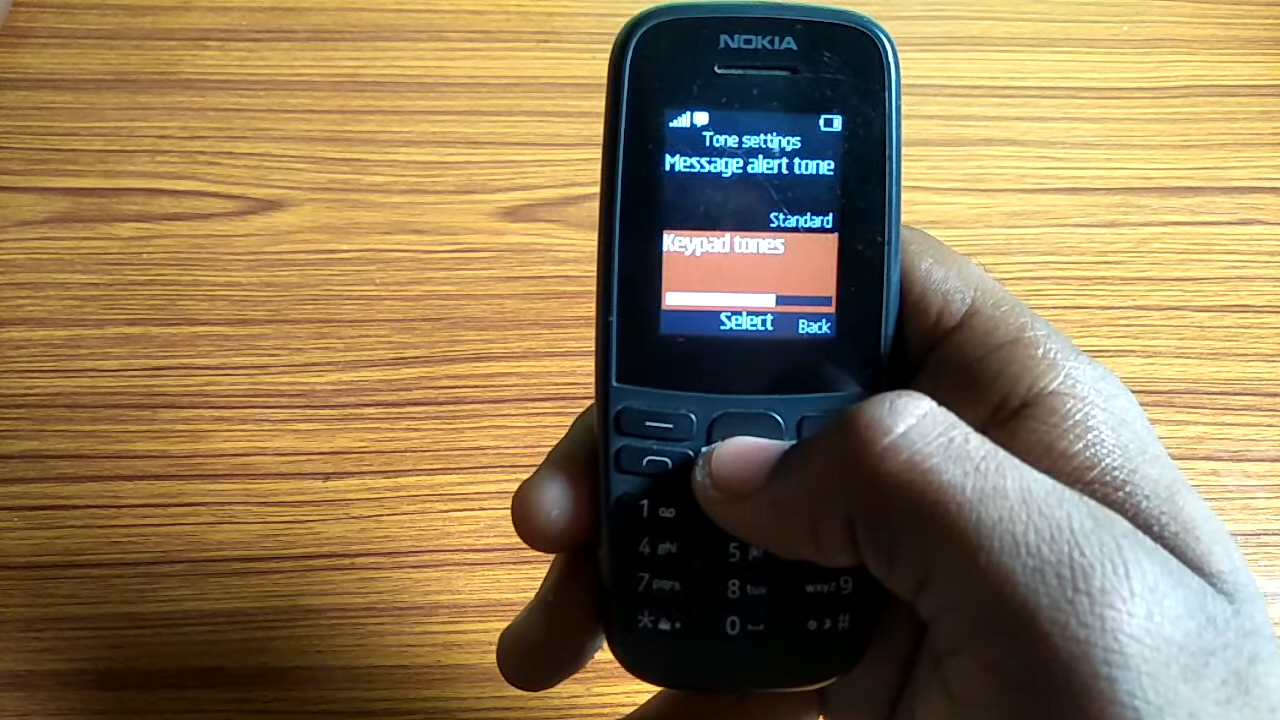 NOKIA
Tone settings
Message alert tone
Standard
Keypad tones
Select Back
1
4 ghi 5 jkl
7 pqrs 8 tuv wxyz 9
* 0 #